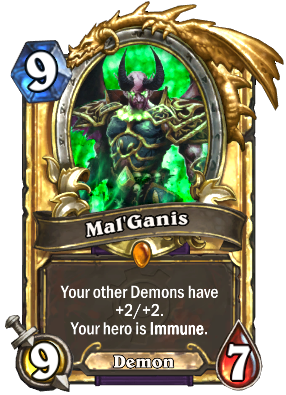 9
Mal'Ganis
Your other Demons have
+2/+2.
Your hero is Immune.
9
Demon
7